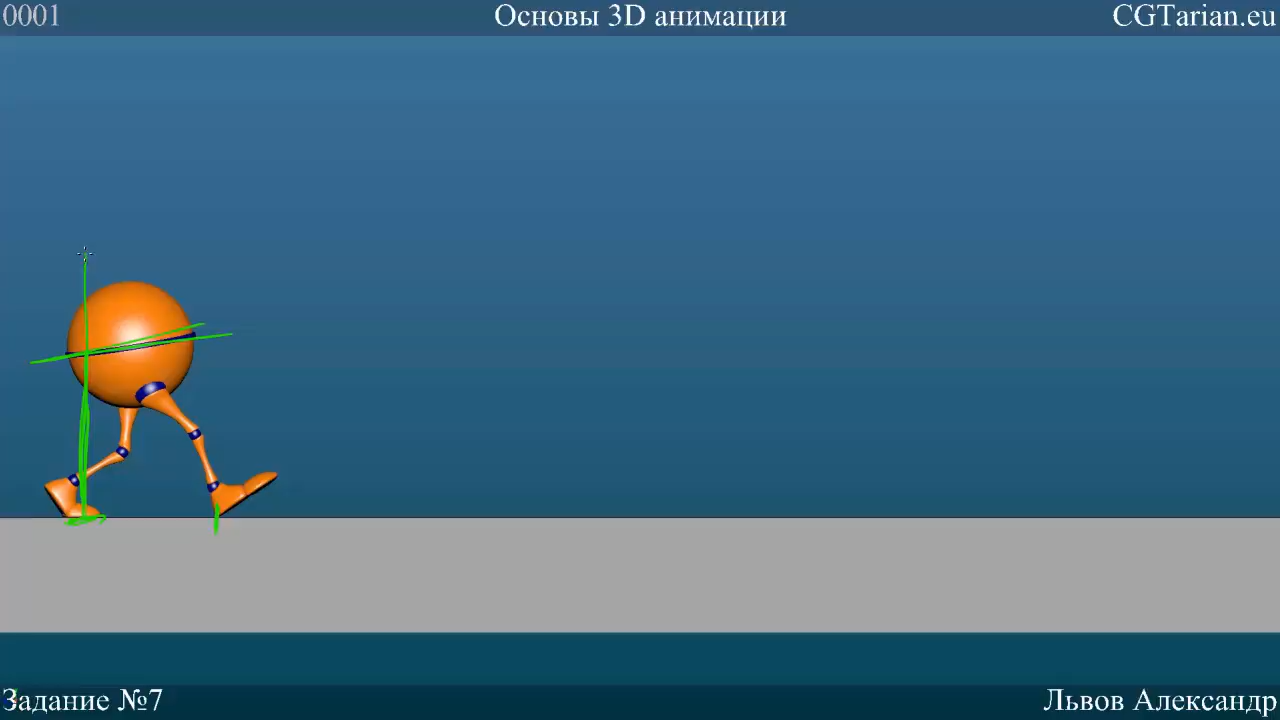 0001
Основы 3D анимации
CGTarian.eu
Задание №7
Львов Александр